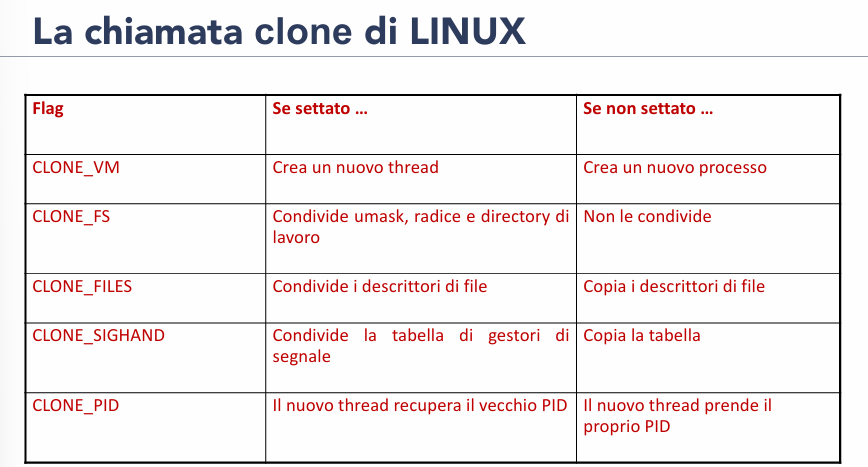 La chiamata clone di LINUX
Flag
Se settato ...
Se non settato ...
CLONE_VM
Crea un nuovo thread
Crea un nuovo processo
CLONE_FS
Condivide umask, radice e directory di
lavoro
Non le condivide
CLONE_FILES
Condivide i descrittori di file
Copia i descrittori di file
CLONE_SIGHAND
Condivide la tabella di gestori di
segnale
Copia la tabella
CLONE_PID
Il nuovo thread recupera il vecchio PID
Il nuovo thread prende il
proprio PID